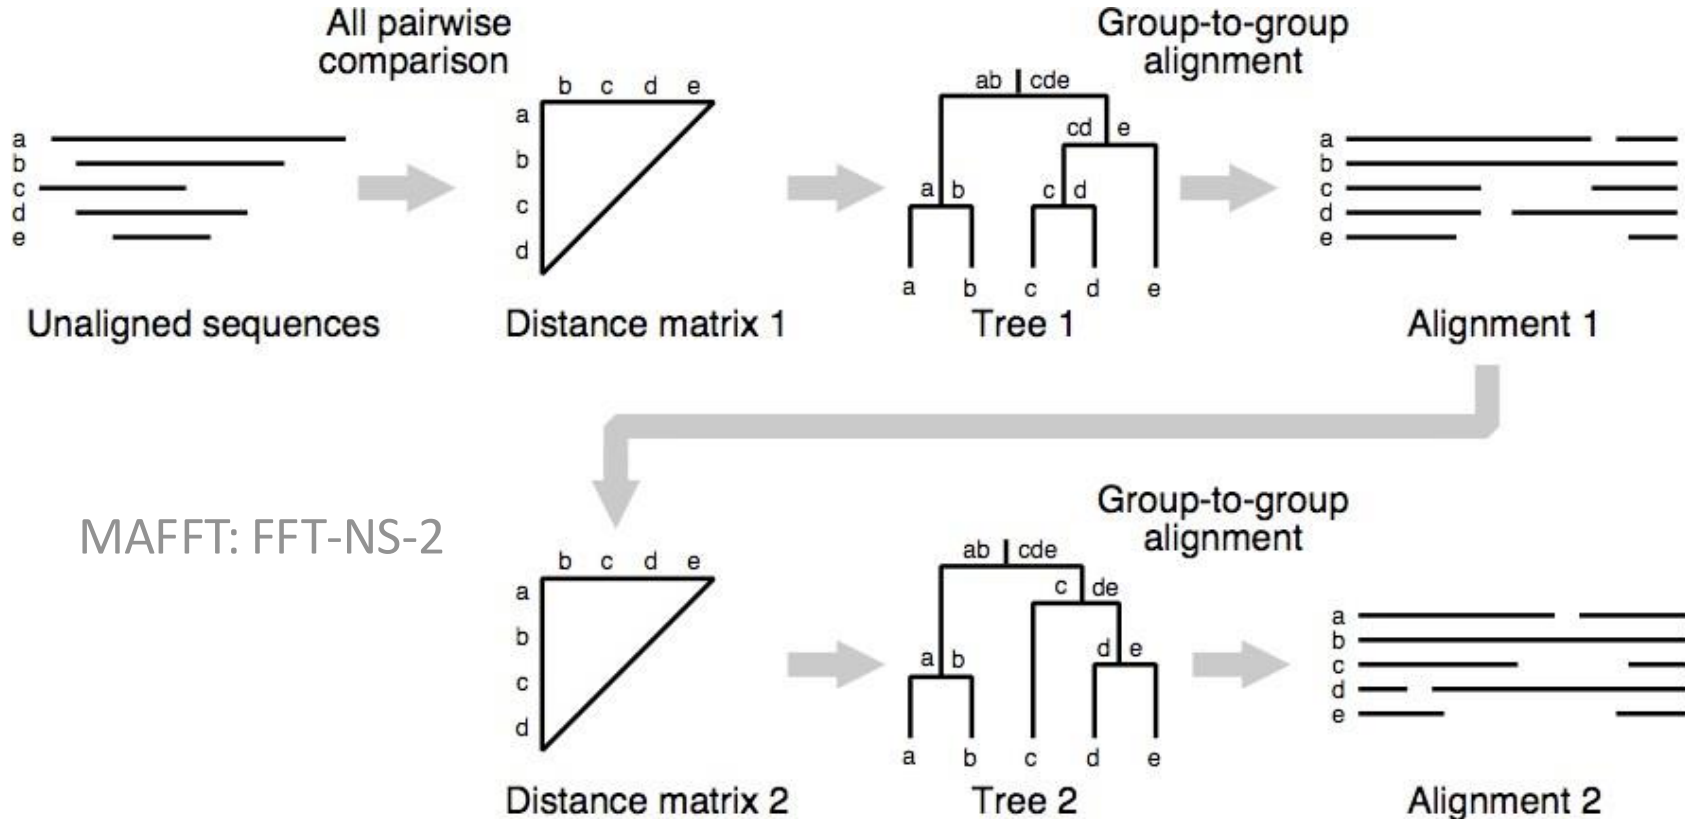 All pairwise
comparison
Group-to-group
alignment
a
b
c
d
e
b c d e
a
b
c
d
ab cde
cd e
a b
c d
a b c d e
a
b
c
d
e
Unaligned sequences
Distance matrix 1
Tree 1
Alignment 1
MAFFT: FFT-NS-2
Group-to-group
alignment
b c d e
a
b
c
d
ab cde
c de
a b
d e
a b c d e
a
b
c
d
e
Distance matrix 2
Tree 2
Alignment 2